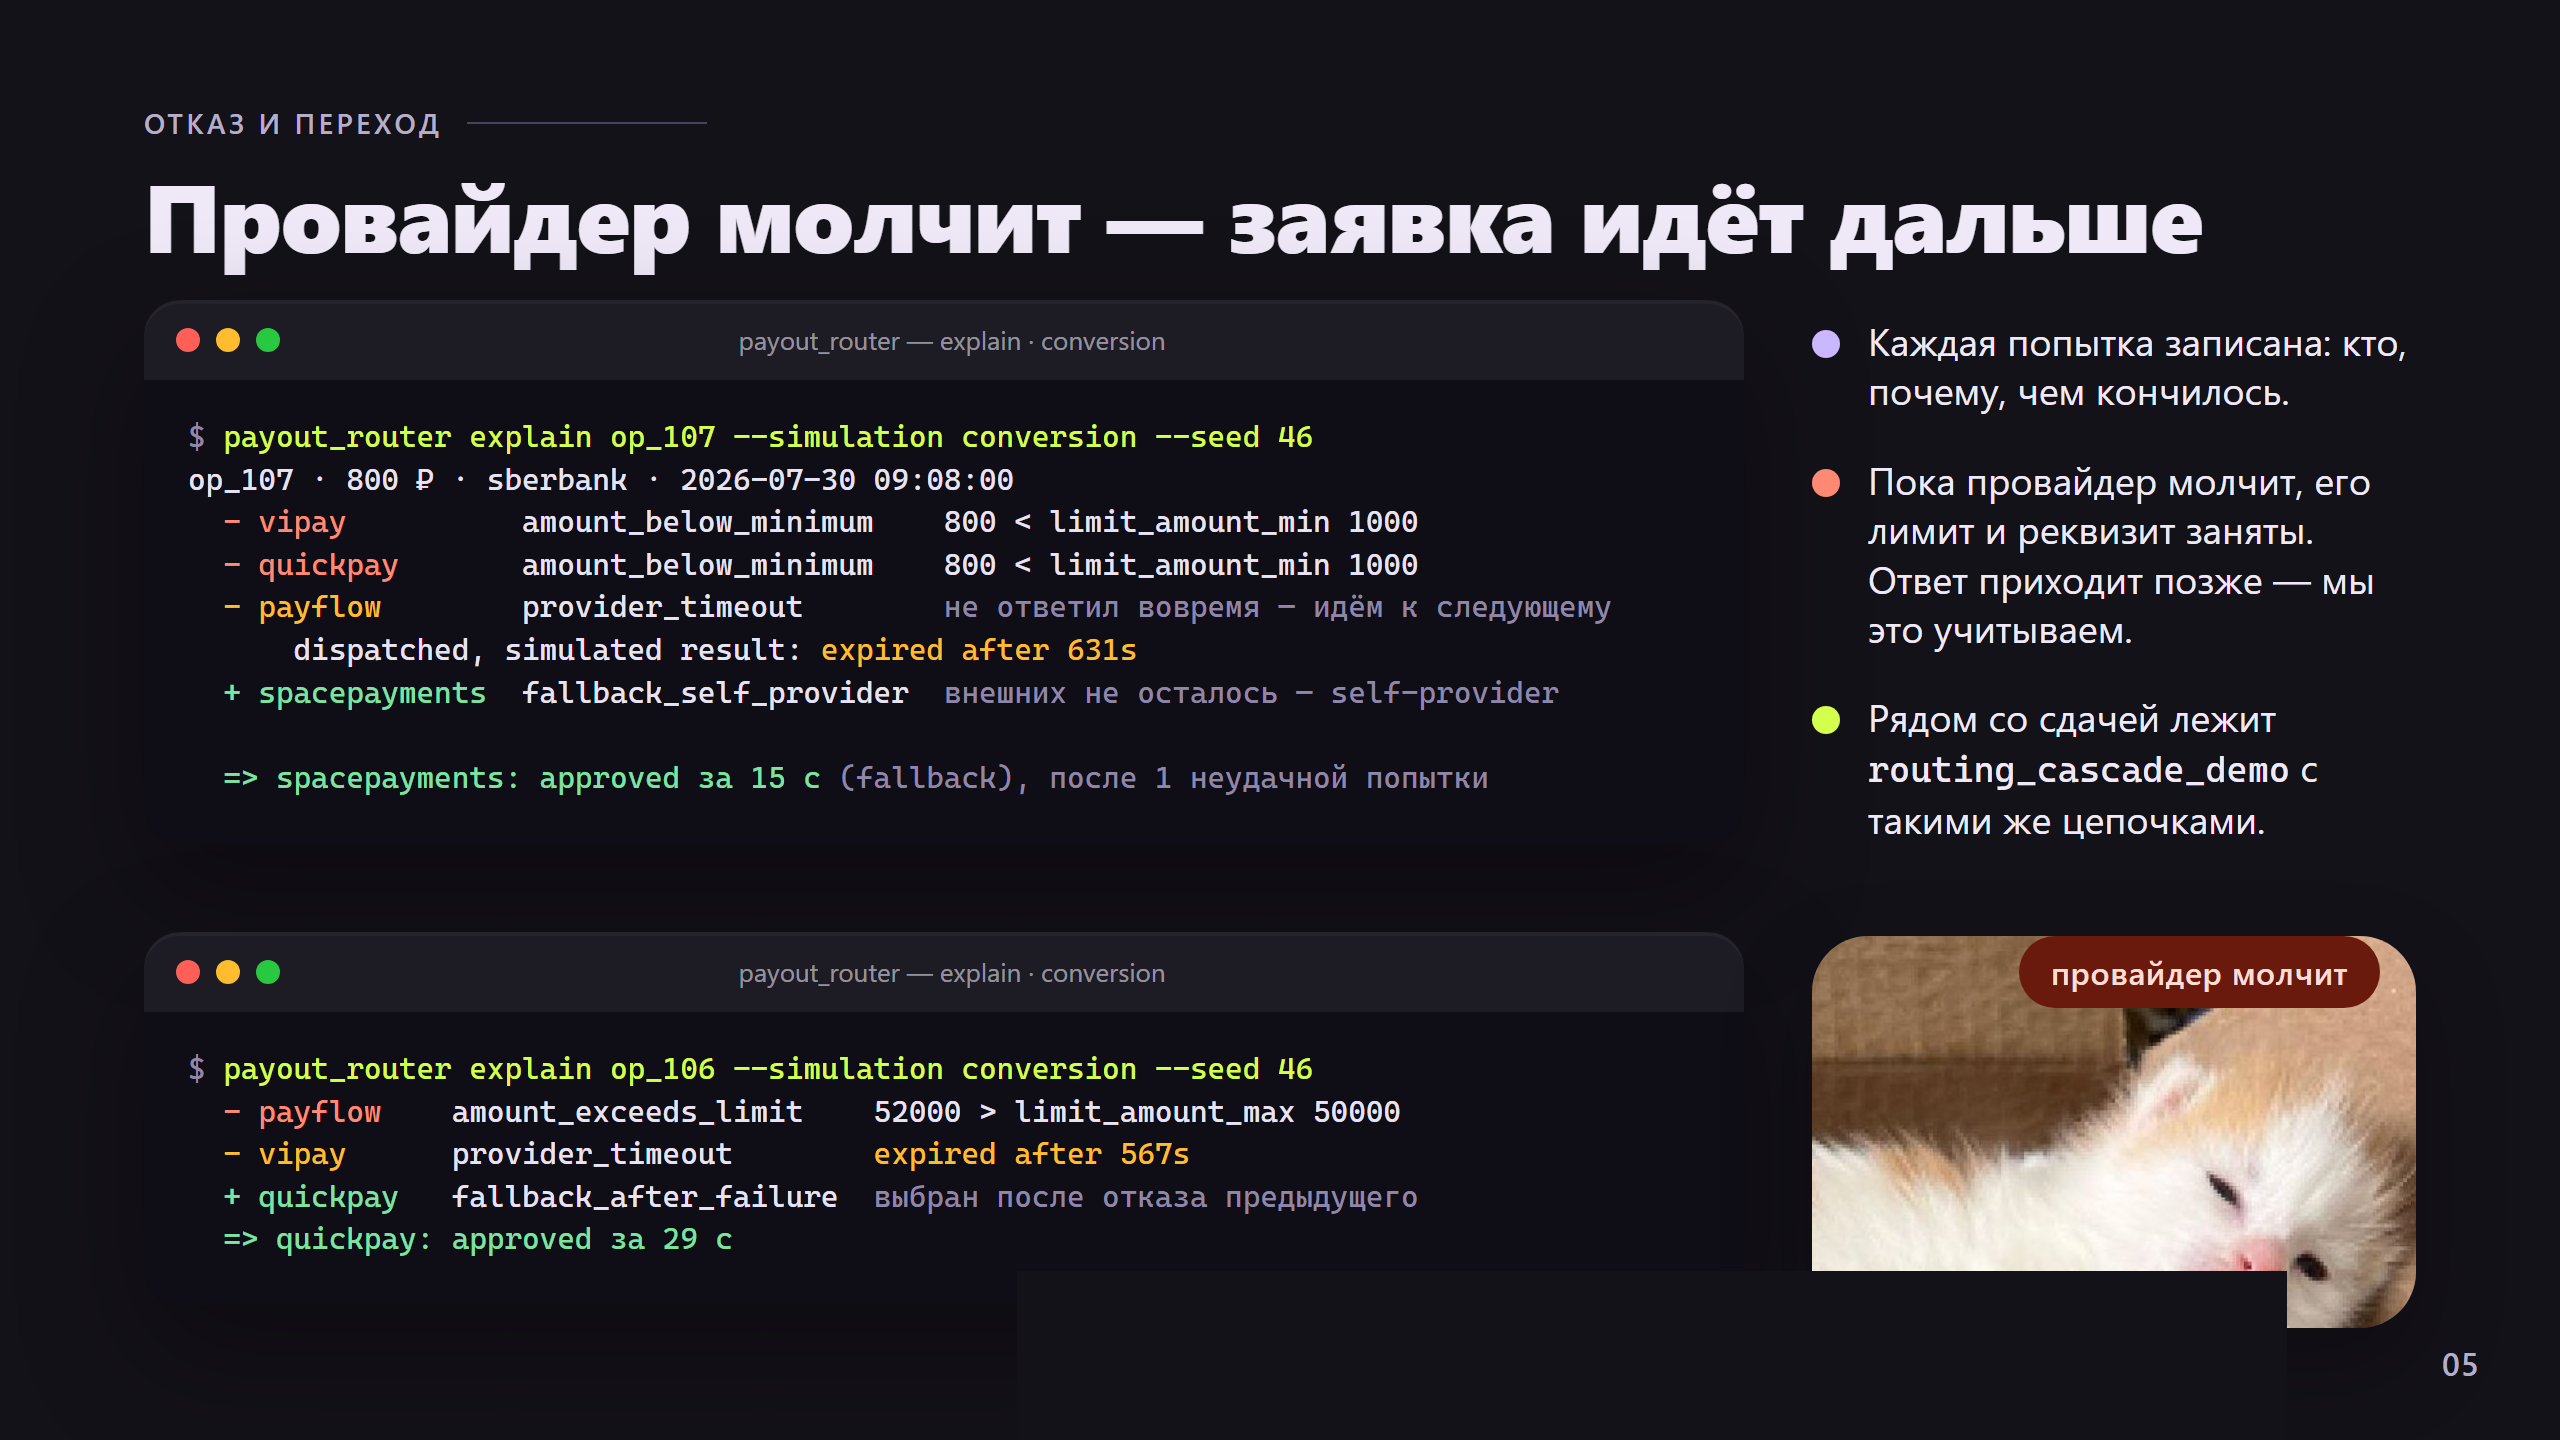 ОТКАЗ И ПЕРЕХОД
Провайдер молчит — заявка идёт дальше
payout_router — explain · conversion
$ payout_router explain op_107 --simulation conversion --seed 46
op_107 · 800 ₽ · sberbank · 2026-07-30 09:08:00
− vipay amount_below_minimum 800 < limit_amount_min 1000
− quickpay amount_below_minimum 800 < limit_amount_min 1000
− payflow provider_timeout не ответил вовремя — идём к следующему
dispatched, simulated result: expired after 631s
+ spacepayments fallback_self_provider внешних не осталось — self-provider
=> spacepayments: approved за 15 с (fallback), после 1 неудачной попытки
payout_router — explain · conversion
$ payout_router explain op_106 --simulation conversion --seed 46
− payflow amount_exceeds_limit 52000 > limit_amount_max 50000
− vipay provider_timeout expired after 567s
+ quickpay fallback_after_failure выбран после отказа предыдущего
=> quickpay: approved за 29 с
Каждая попытка записана: кто,
почему, чем кончилось.
Пока провайдер молчит, его
лимит и реквизит заняты.
Ответ приходит позже — мы
это учитываем.
Рядом со сдачей лежит
routing_cascade_demo с
такими же цепочками.
провайдер молчит
05